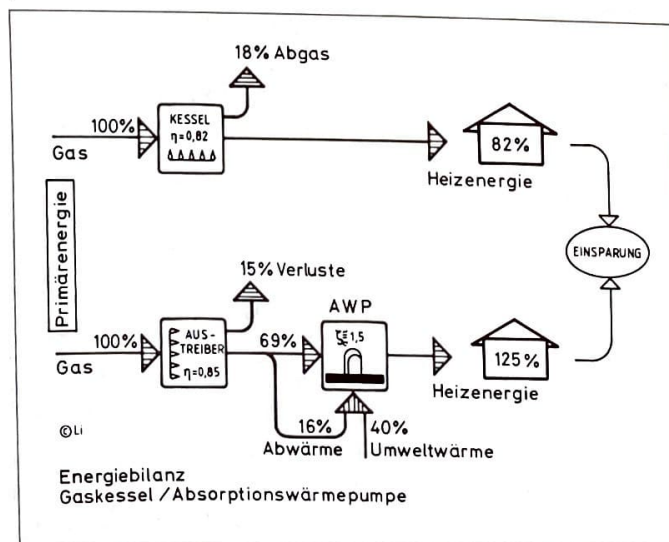 18% Abgas
100%
Gas
KESSEL
η=0,82
82%
Heizenergie
EINSPARUNG
Primärenergie
15% Verluste
100%
Gas
AUS-
TREIBER
η=0,85
69%
AWP
ξ≡1,5
125%
Heizenergie
16%
Abwärme
40%
Umweltwärme
©Li
Energiebilanz
Gaskessel / Absorptionswärmepumpe